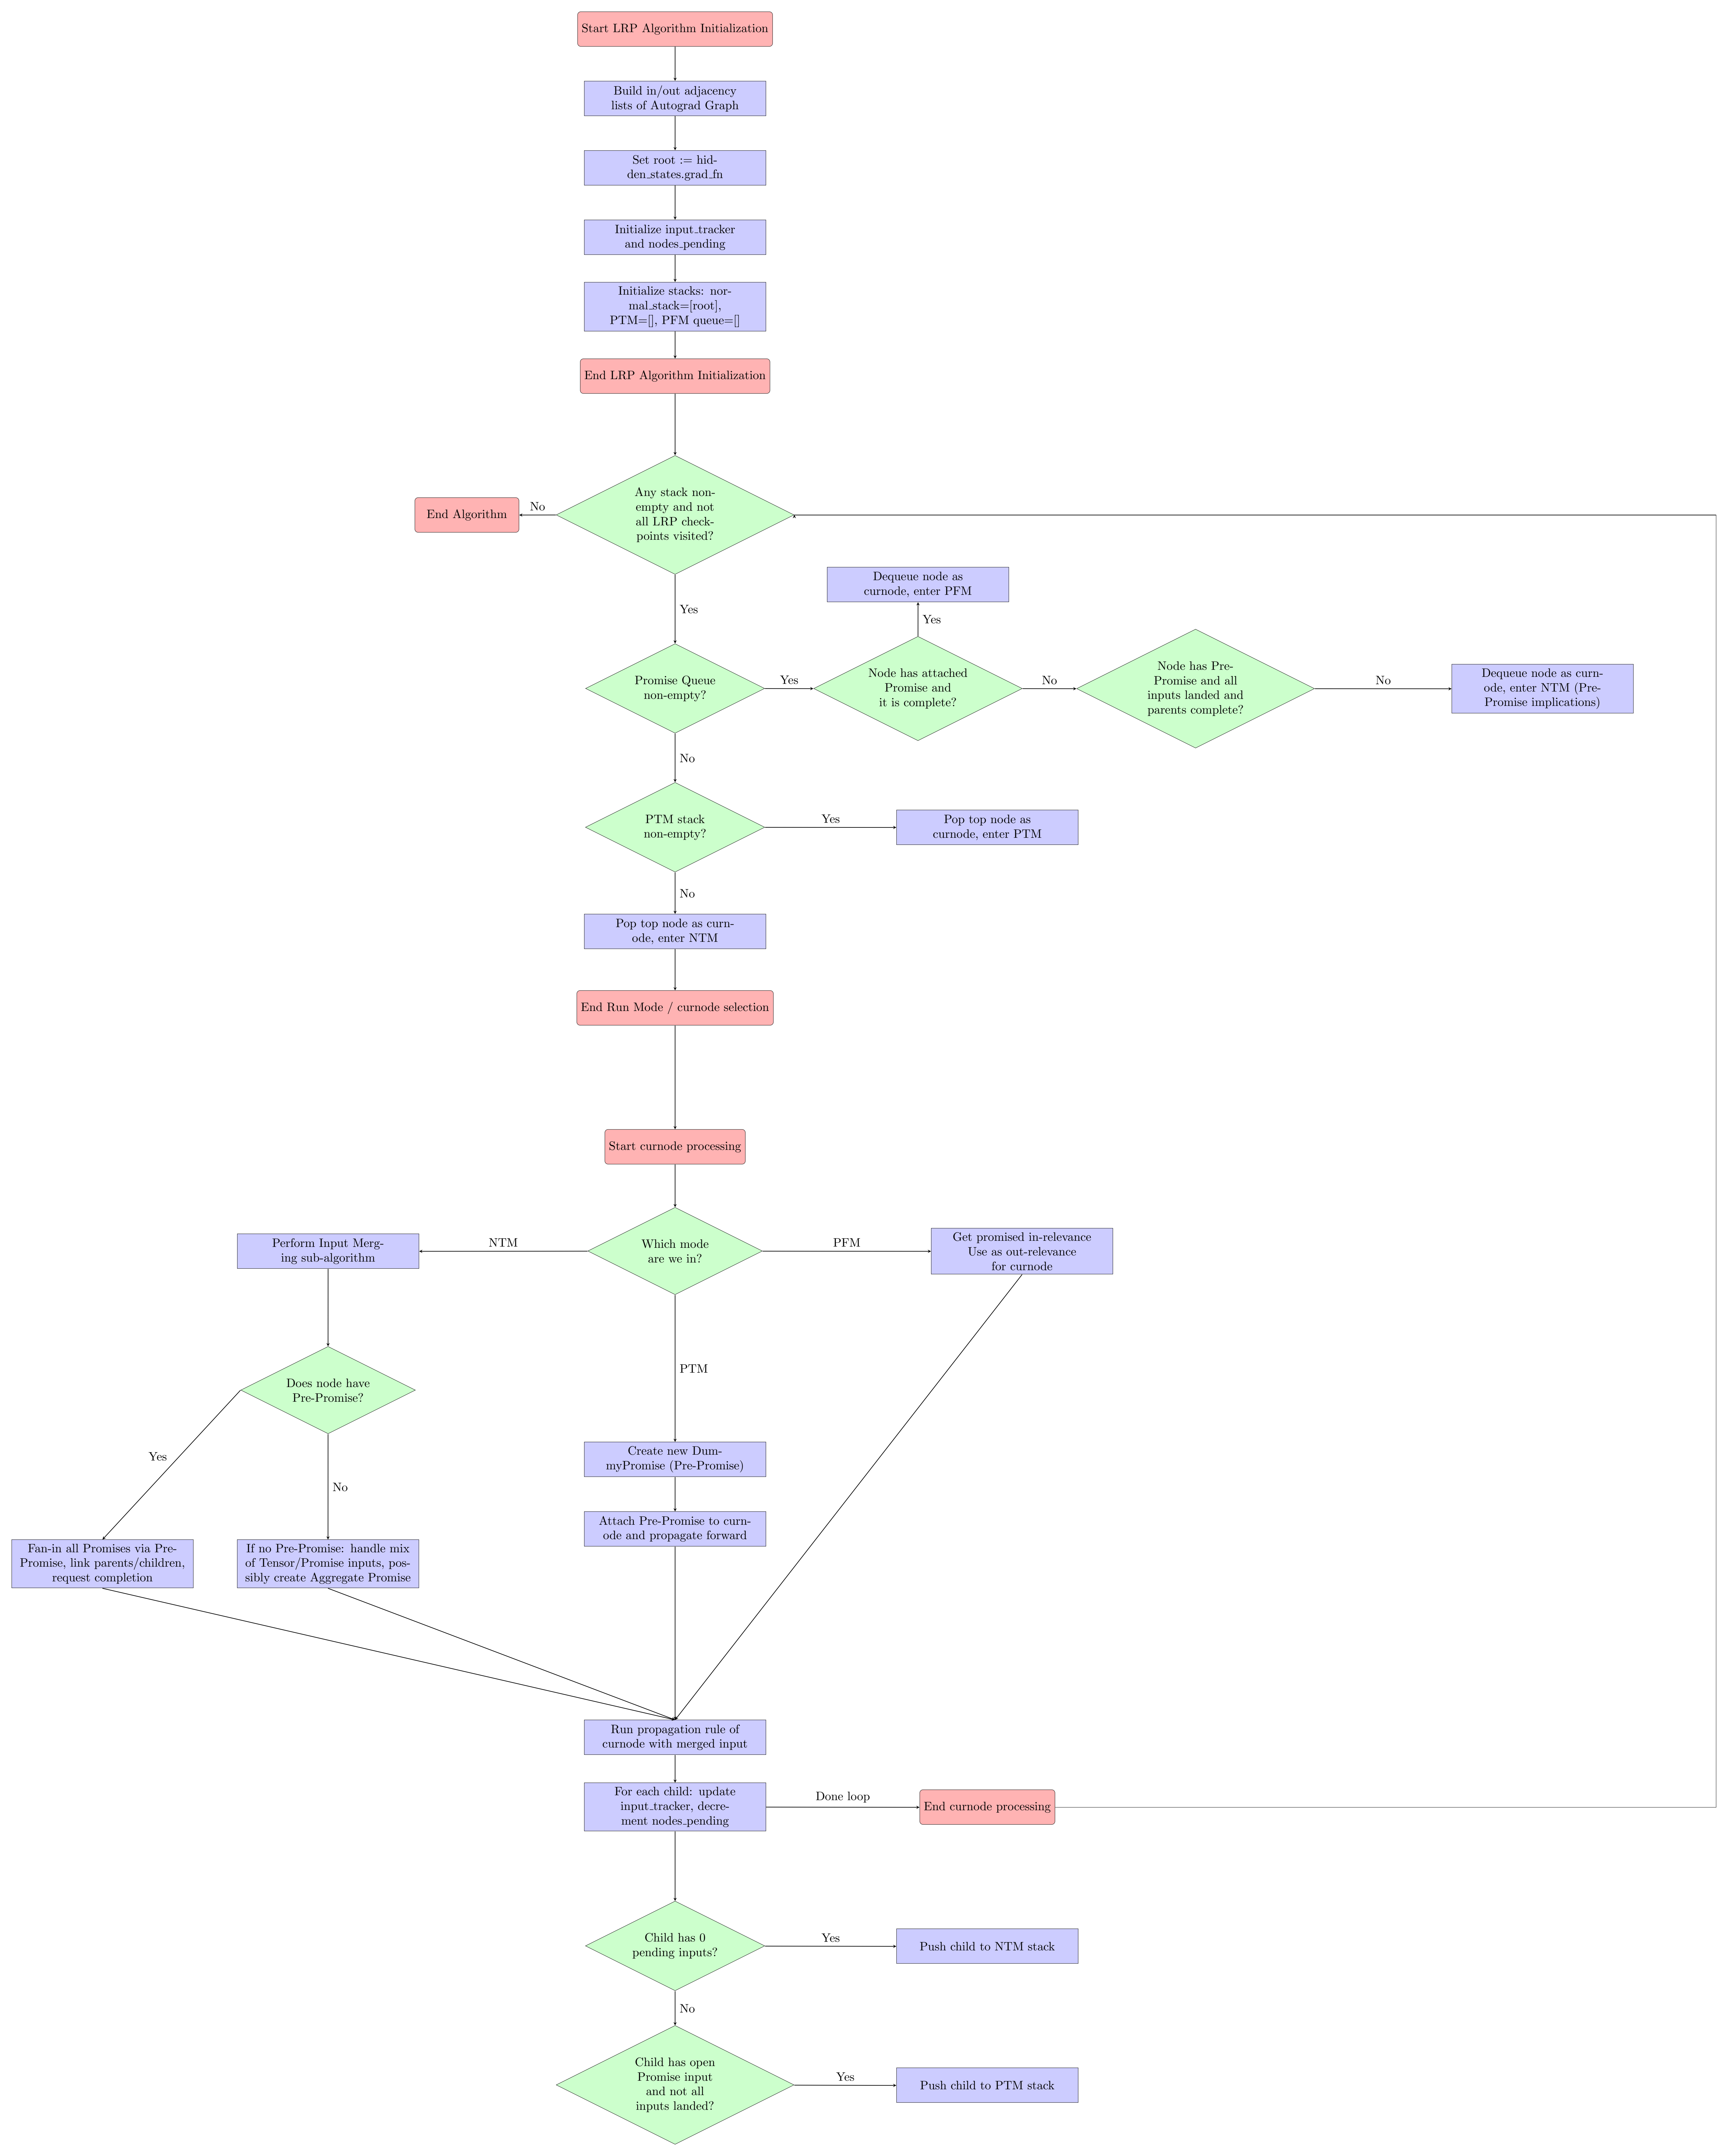 Start LRP Algorithm Initialization
Build in/out adjacency
lists of Autograd Graph
Set root := hid-
den_states.grad_fn
Initialize input_tracker
and nodes_pending
Initialize stacks: nor-
mal_stack=[root],
PTM=[], PFM queue=[]
End LRP Algorithm Initialization
Any stack non-
empty and not
all LRP check-
points visited?
No
End Algorithm
Yes
Dequeue node as
curnode, enter PFM
Yes
Promise Queue
non-empty?
Yes
Node has attached
Promise and
it is complete?
No
Node has Pre-
Promise and all
inputs landed and
parents complete?
No
Dequeue node as curn-
ode, enter NTM (Pre-
Promise implications)
No
PTM stack
non-empty?
Yes
Pop top node as
curnode, enter PTM
No
Pop top node as curn-
ode, enter NTM
End Run Mode / curnode selection
Start curnode processing
Perform Input Merg-
ing sub-algorithm
NTM
Which mode
are we in?
PFM
Get promised in-relevance
Use as out-relevance
for curnode
PTM
Does node have
Pre-Promise?
Yes
No
Create new Dum-
myPromise (Pre-Promise)
Attach Pre-Promise to curn-
ode and propagate forward
Fan-in all Promises via Pre-
Promise, link parents/children,
request completion
If no Pre-Promise: handle mix
of Tensor/Promise inputs, pos-
sibly create Aggregate Promise
Run propagation rule of
curnode with merged input
For each child: update
input_tracker, decre-
ment nodes_pending
Done loop
End curnode processing
Child has 0
pending inputs?
Yes
Push child to NTM stack
No
Child has open
Promise input
and not all
inputs landed?
Yes
Push child to PTM stack